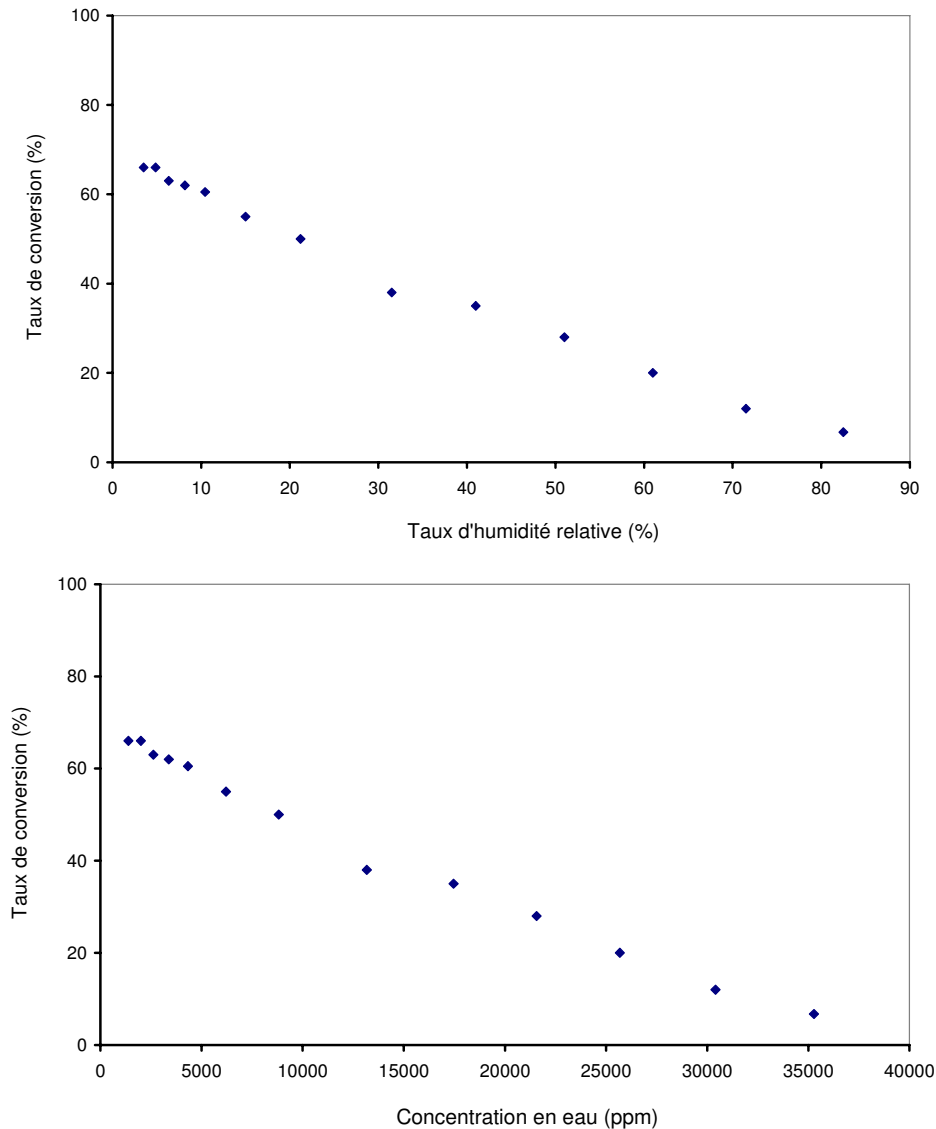 100
80
60
40
20
0
Taux de conversion (%)
0 10 20 30 40 50 60 70 80 90
Taux d'humidité relative (%)
100
80
60
40
20
0
Taux de conversion (%)
0 5000 10000 15000 20000 25000 30000 35000 40000
Concentration en eau (ppm)